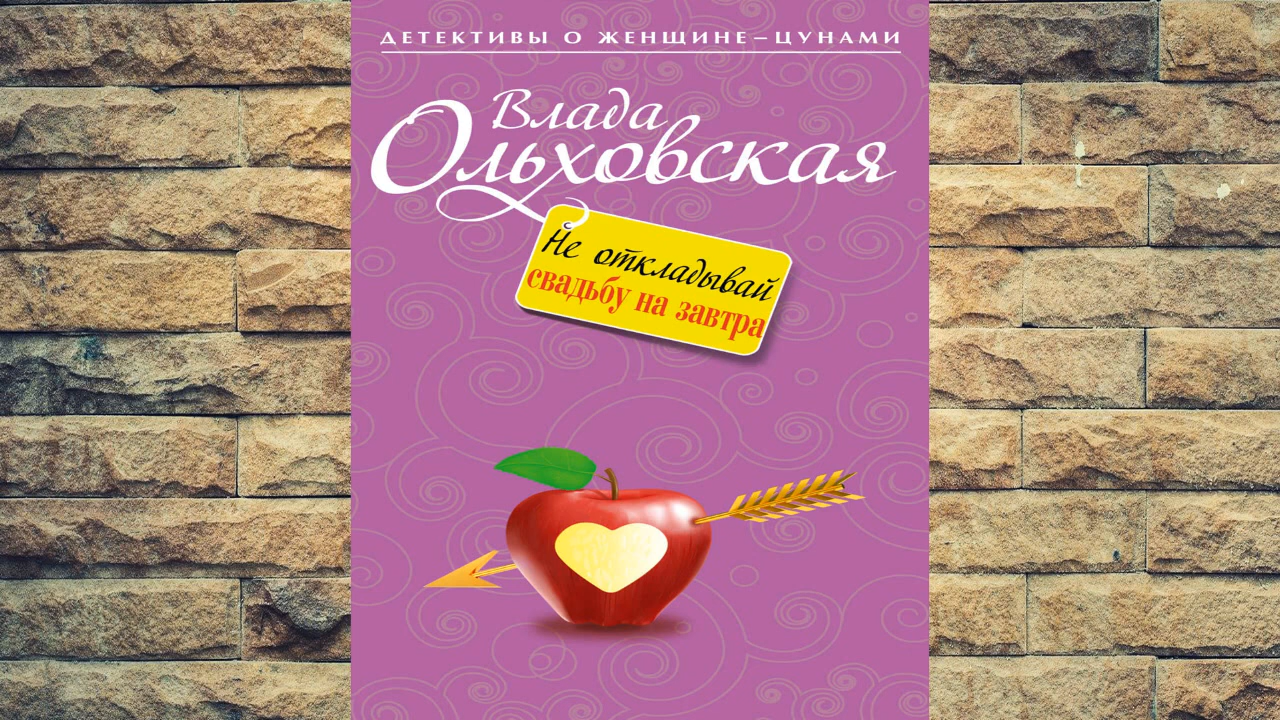 ДЕТЕКТИВЫ О ЖЕНЩИНЕ–ЦУНАМИ
Влада
Ольховская
Не откладывай
свадьбу на завтра